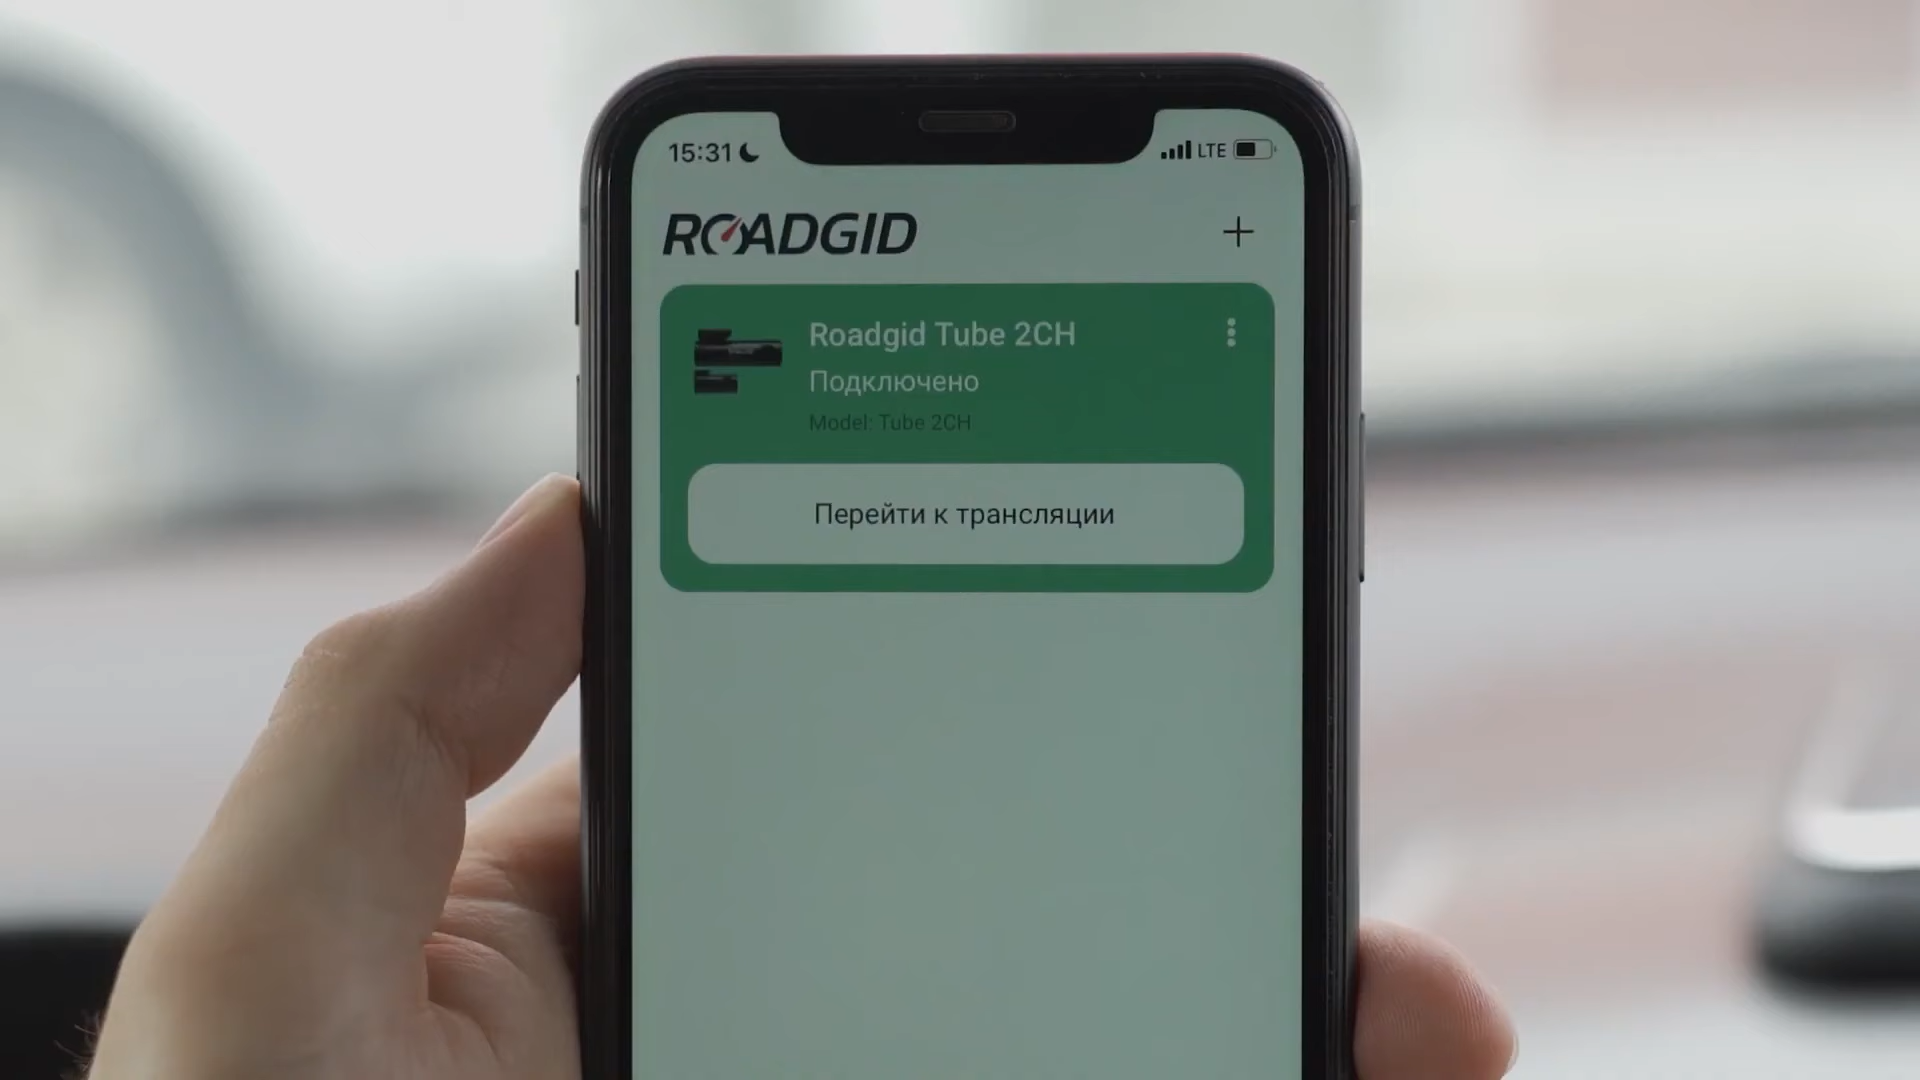 15:31 LTE
ROADGID +
Roadgid Tube 2CH
Подключено
Model: Tube 2CH
Перейти к трансляции